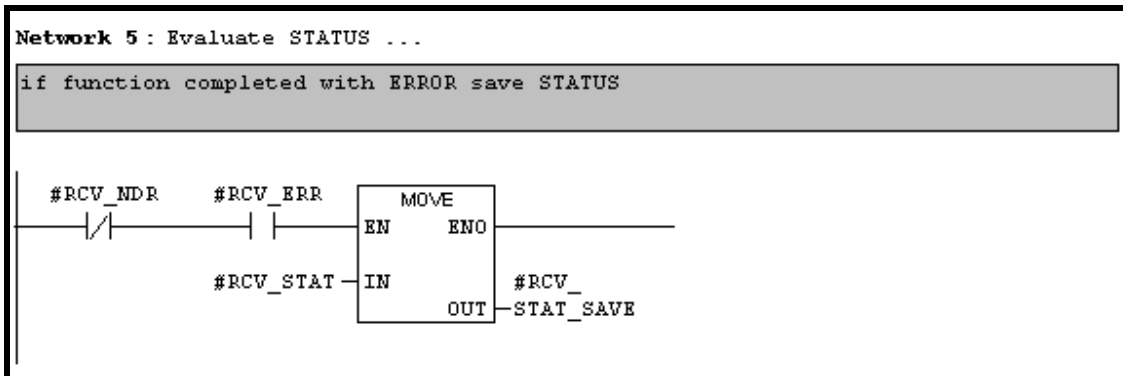 Network 5 : Evaluate STATUS ...
if function completed with ERROR save STATUS
#RCV_NDR #RCV_ERR MOVE
EN ENO
#RCV_STAT IN #RCV_
OUT STAT_SAVE